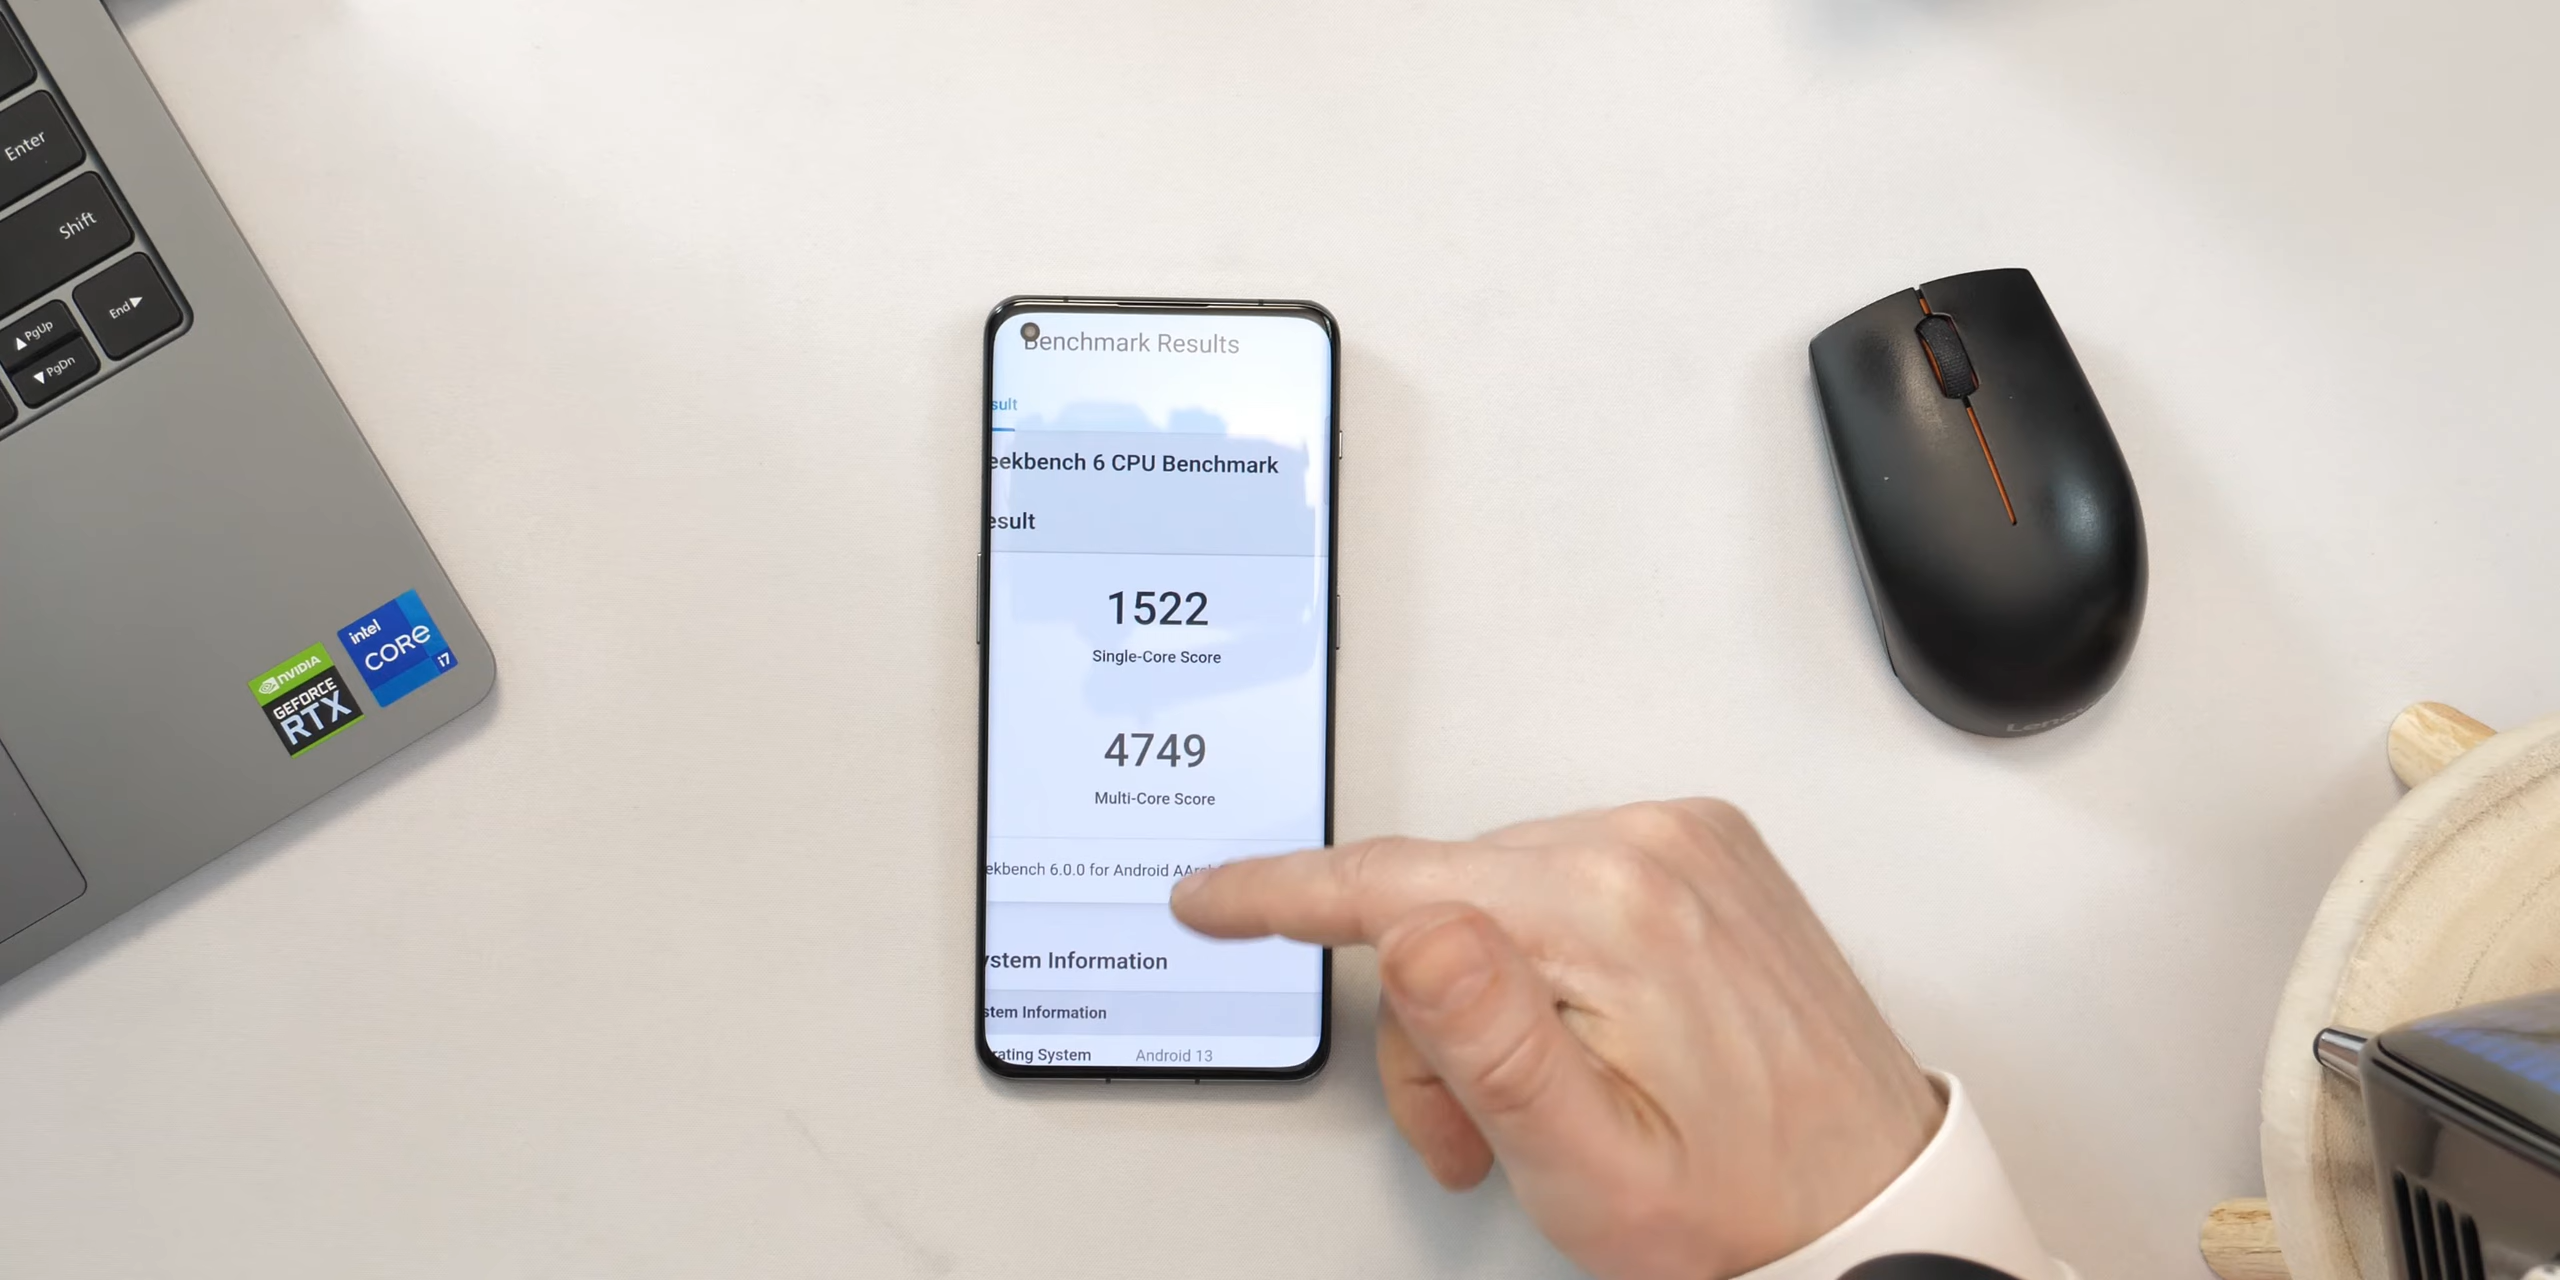 Enter
Shift
▲PgUp
End▶
▼PgDn
NVIDIA
GEFORCE
RTX
intel
CORE
i7
Benchmark Results
sult
eekbench 6 CPU Benchmark
esult
1522
Single-Core Score
4749
Multi-Core Score
ekbench 6.0.0 for Android
ystem Information
stem Information
rating System Android 13
Lenovo